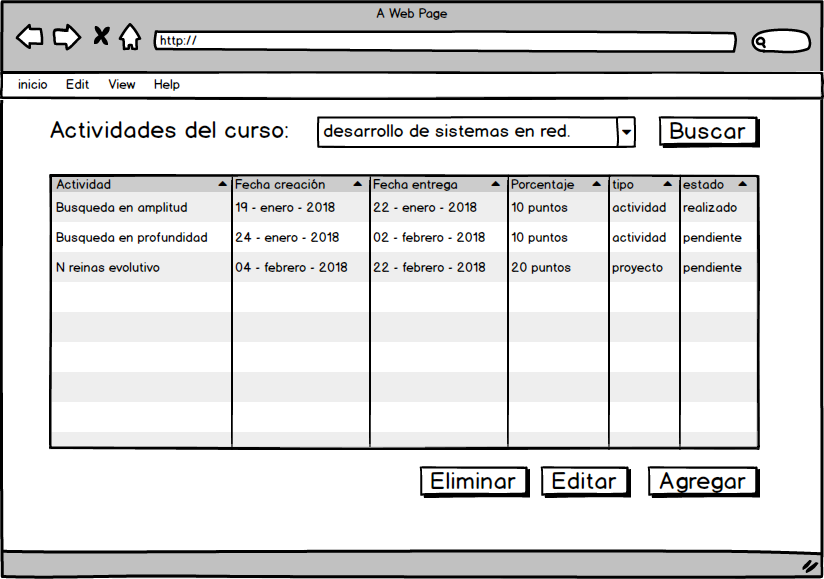 A Web Page
http://
inicio Edit View Help
Actividades del curso: desarrollo de sistemas en red. Buscar
Actividad Fecha creación Fecha entrega Porcentaje tipo estado
Busqueda en amplitud 19 - enero - 2018 22 - enero - 2018 10 puntos actividad realizado
Busqueda en profundidad 24 - enero - 2018 02 - febrero - 2018 10 puntos actividad pendiente
N reinas evolutivo 04 - febrero - 2018 22 - febrero - 2018 20 puntos proyecto pendiente
Eliminar Editar Agregar